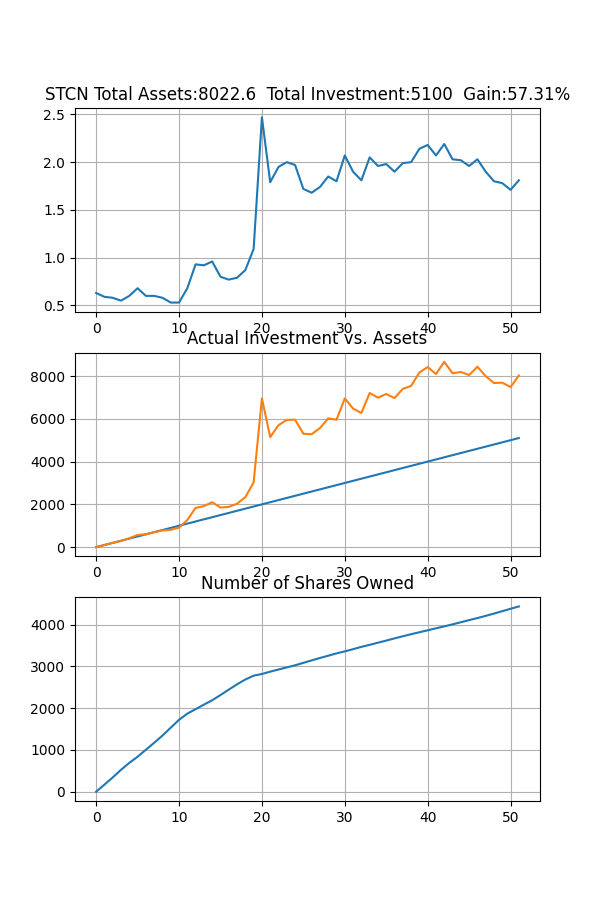 STCN Total Assets:8022.6  Total Investment:5100  Gain:57.31%
2.5
2.0
1.5
1.0
0.5
0 10 20 30 40 50
Actual Investment vs. Assets
8000
6000
4000
2000
0
0 10 20 30 40 50
Number of Shares Owned
4000
3000
2000
1000
0
0 10 20 30 40 50